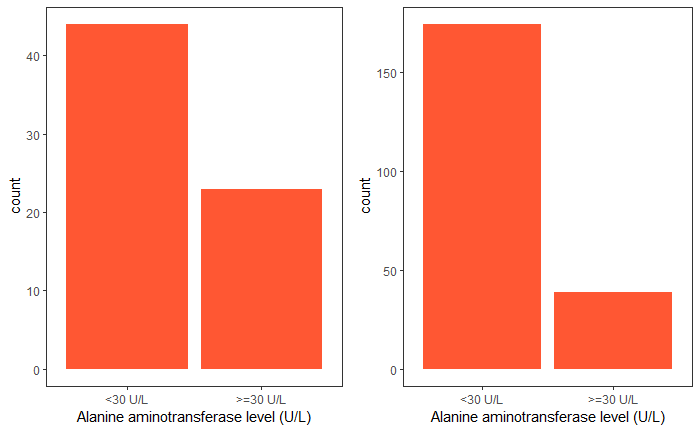 count
40
30
20
10
0
<30 U/L >=30 U/L
Alanine aminotransferase level (U/L)
count
150
100
50
0
<30 U/L >=30 U/L
Alanine aminotransferase level (U/L)